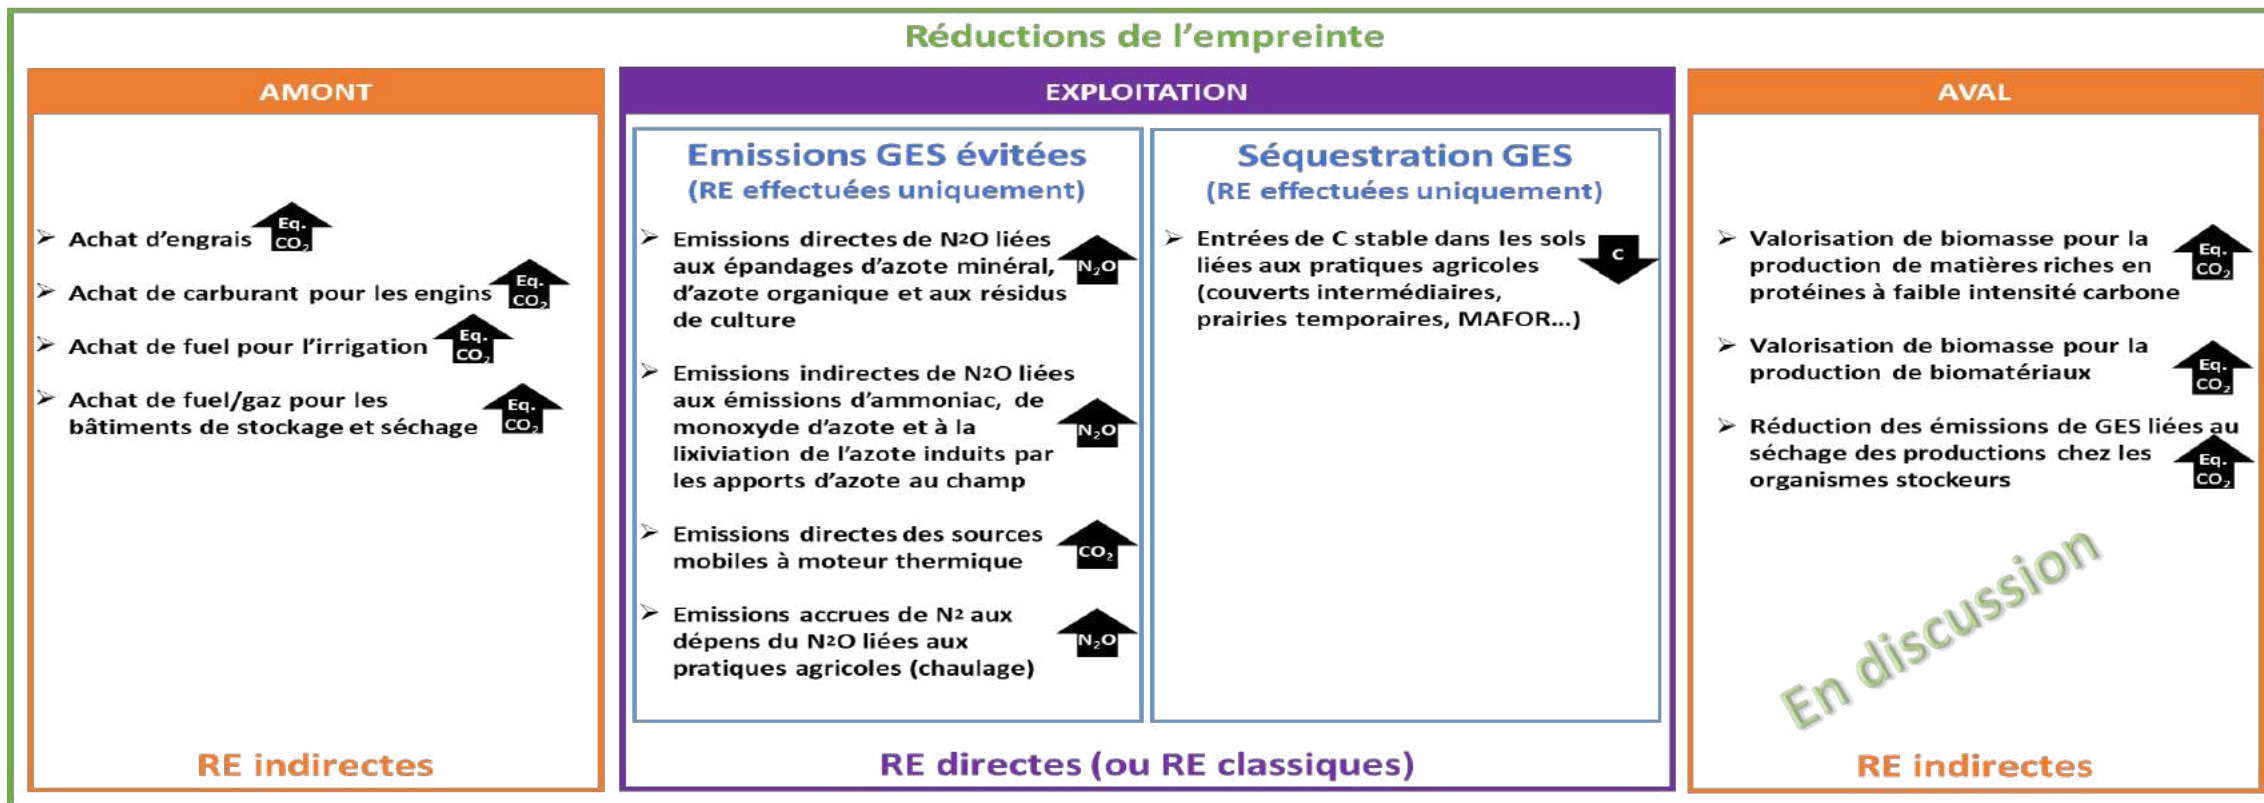 Réductions de l’empreinte
AMONT
Achat d’engrais
Eq.
CO₂
Achat de carburant pour les engins
Eq.
CO₂
Achat de fuel pour l’irrigation
Eq.
CO₂
Achat de fuel/gaz pour les
bâtiments de stockage et séchage
Eq.
CO₂
RE indirectes
EXPLOITATION
Emissions GES évitées
(RE effectuées uniquement)
Emissions directes de N2O liées
aux épandages d’azote minéral,
d’azote organique et aux résidus
de culture
N₂O
Emissions indirectes de N2O liées
aux émissions d’ammoniac, de
monoxyde d’azote et à la
lixiviation de l’azote induits par
les apports d’azote au champ
N₂O
Emissions directes des sources
mobiles à moteur thermique
CO₂
Emissions accrues de N2 aux
dépens du N2O liées aux
pratiques agricoles (chaulage)
N₂O
Séquestration GES
(RE effectuées uniquement)
Entrées de C stable dans les sols
liées aux pratiques agricoles
(couverts intermédiaires,
prairies temporaires, MAFOR...)
C
RE directes (ou RE classiques)
AVAL
Valorisation de biomasse pour la
production de matières riches en
protéines à faible intensité carbone
Eq.
CO₂
Valorisation de biomasse pour la
production de biomatériaux
Eq.
CO₂
Réduction des émissions de GES liées au
séchage des productions chez les
organismes stockeurs
Eq.
CO₂
En discussion
RE indirectes